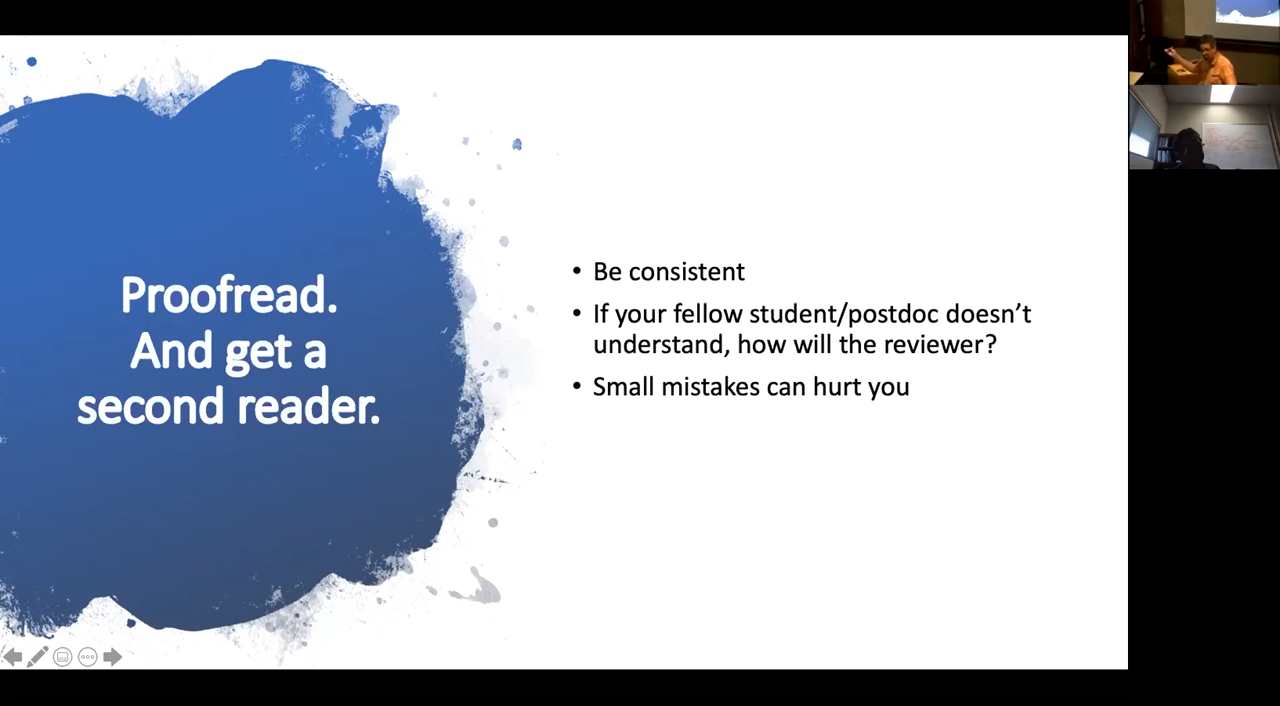 Proofread.
And get a
second reader.
• Be consistent
• If your fellow student/postdoc doesn’t
understand, how will the reviewer?
• Small mistakes can hurt you